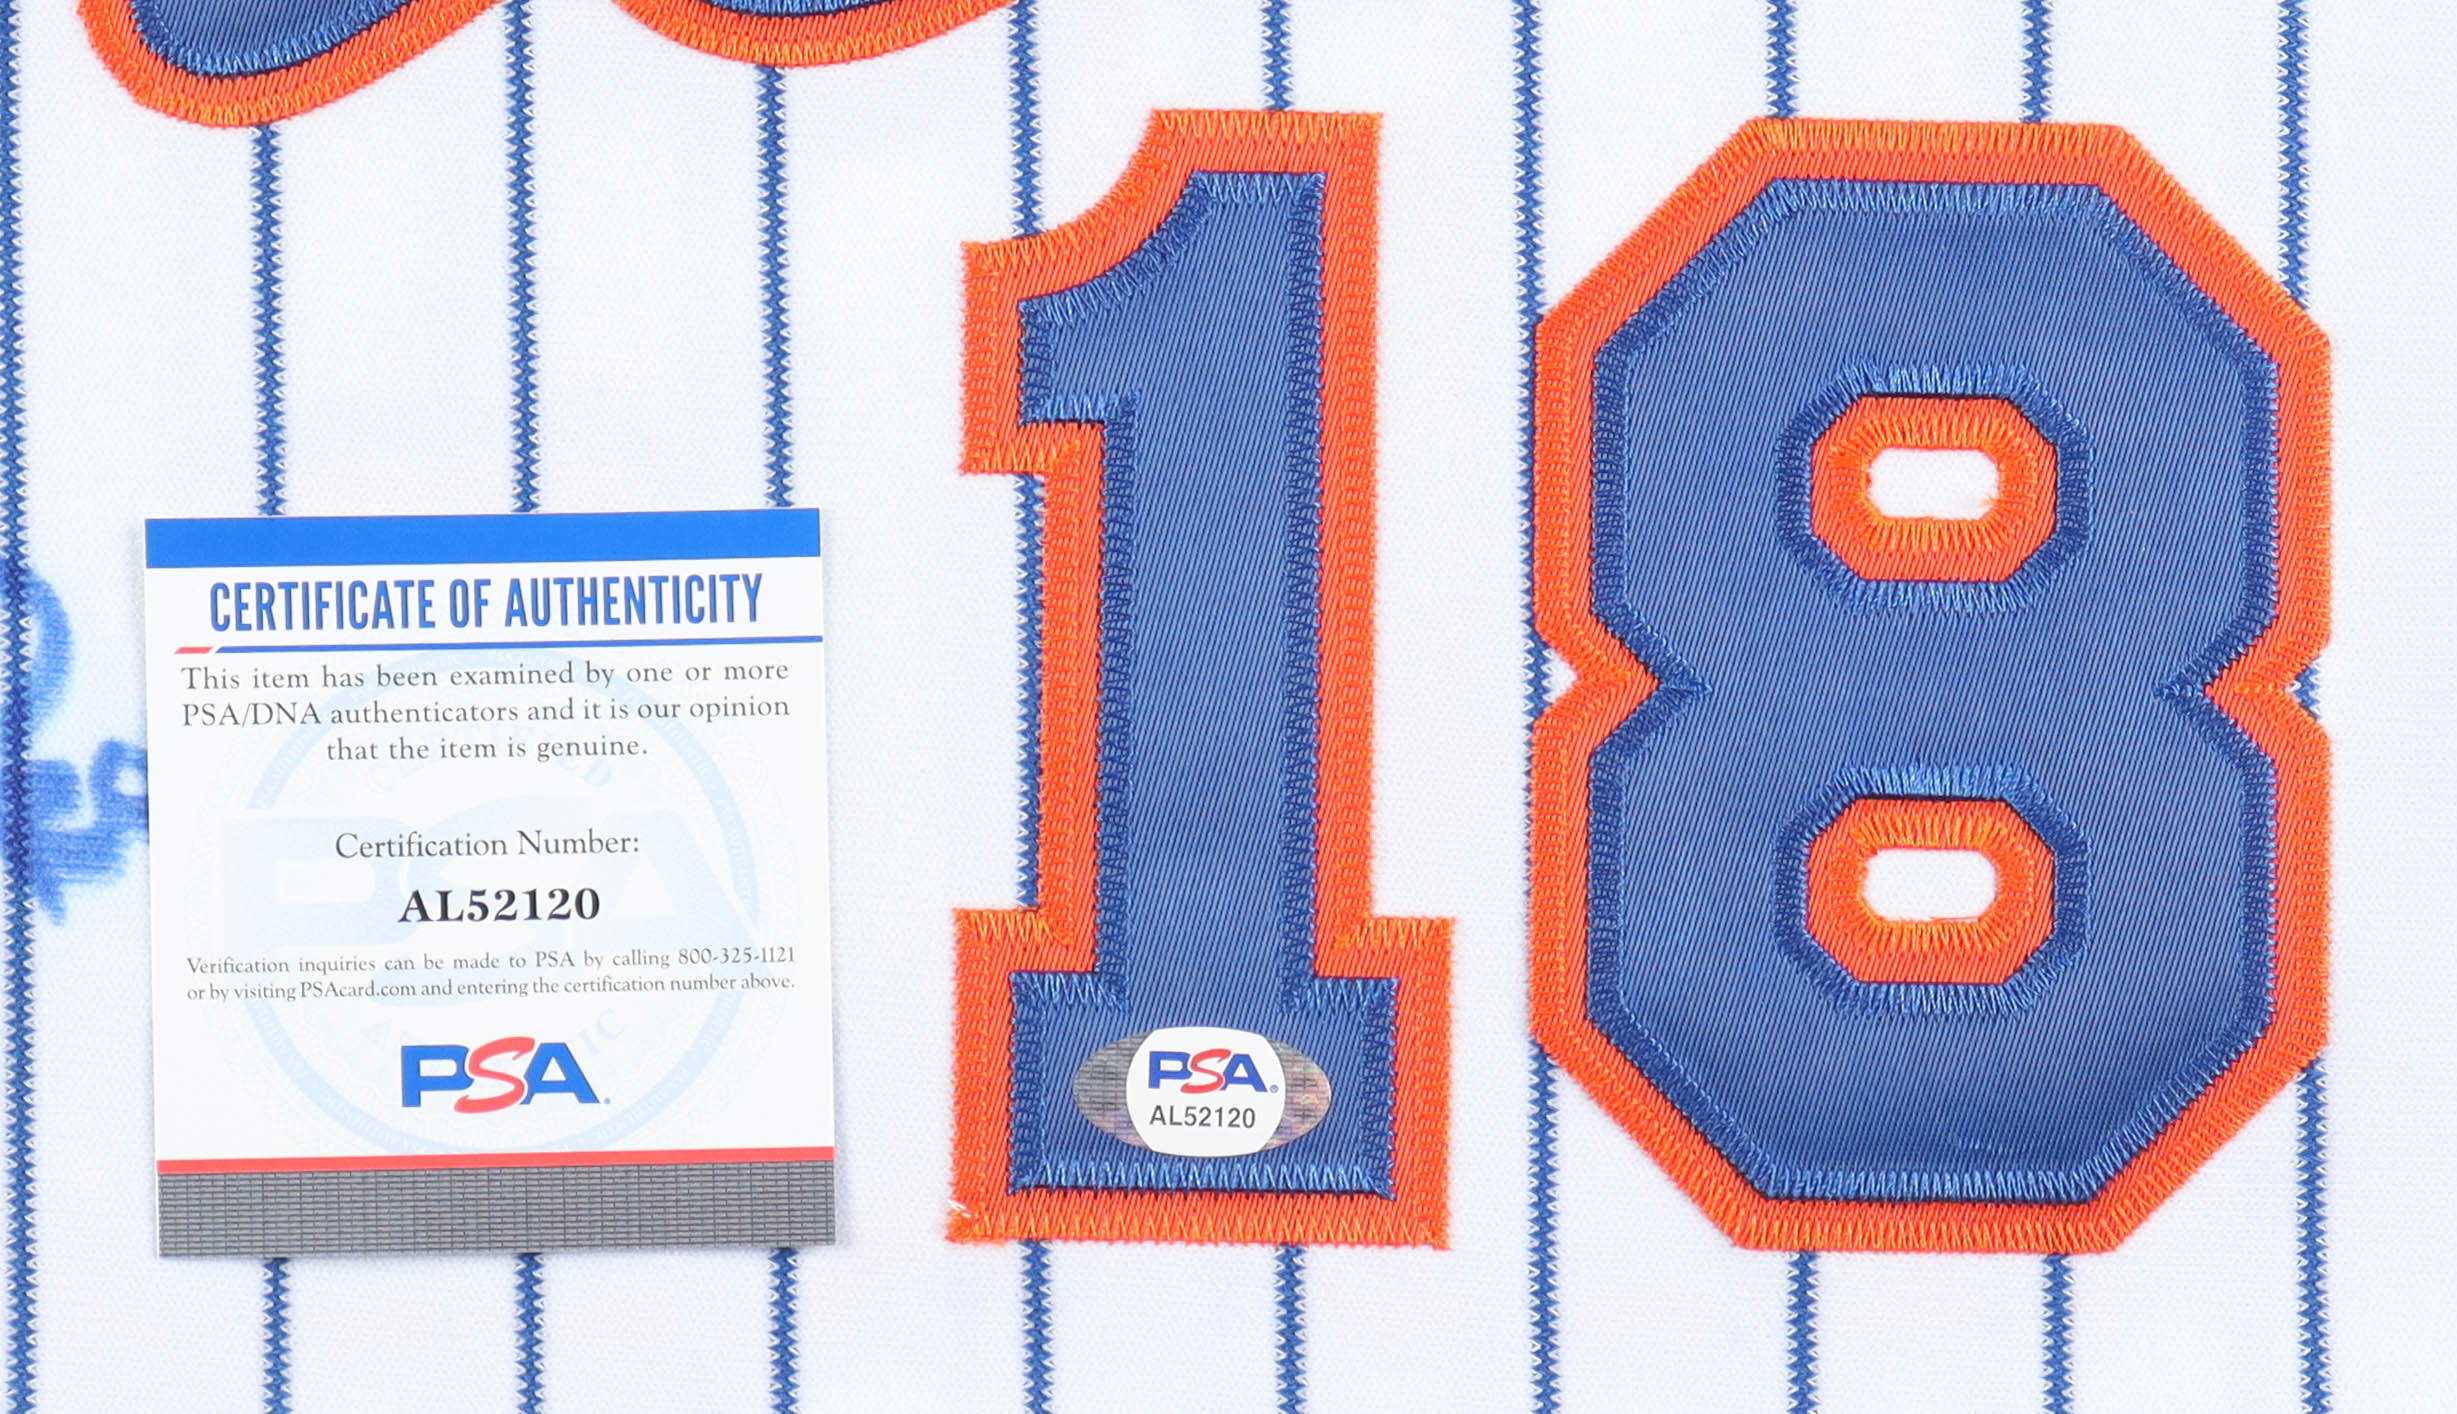 CERTIFICATE OF AUTHENTICITY
This item has been examined by one or more
PSA/DNA authenticators and it is our opinion
that the item is genuine.
Certification Number:
AL52120
Verification inquiries can be made to PSA by calling 800-325-1121
or by visiting PSAcard.com and entering the certification number above.
PSA
18
PSA
AL52120